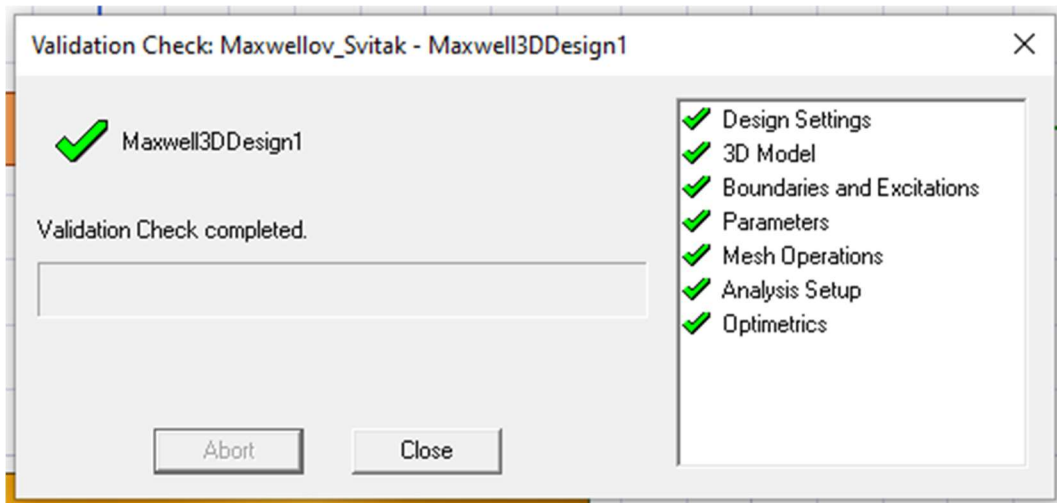 Validation Check: Maxwellov_Svitak - Maxwell3DDesign1
Maxwell3DDesign1
Validation Check completed.
Abort
Close
Design Settings
3D Model
Boundaries and Excitations
Parameters
Mesh Operations
Analysis Setup
Optimetrics